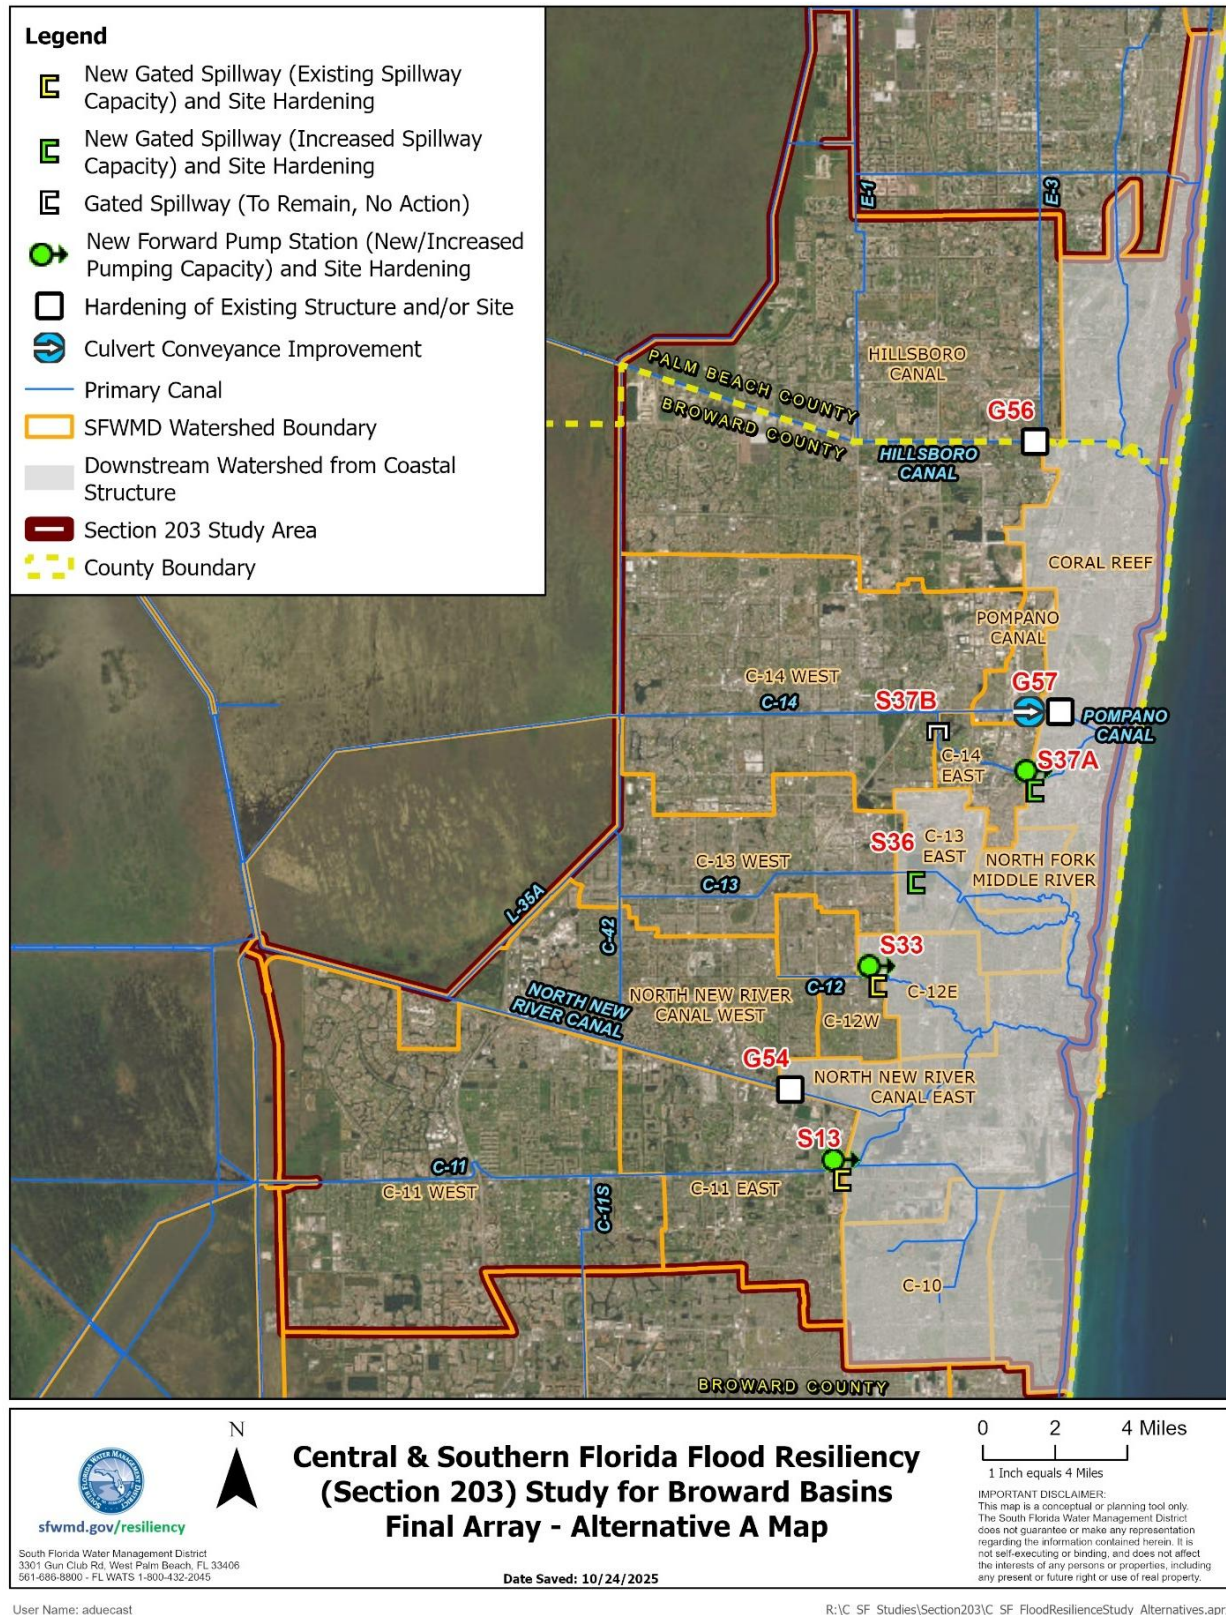 Legend
New Gated Spillway (Existing Spillway
Capacity) and Site Hardening
New Gated Spillway (Increased Spillway
Capacity) and Site Hardening
Gated Spillway (To Remain, No Action)
New Forward Pump Station (New/Increased
Pumping Capacity) and Site Hardening
Hardening of Existing Structure and/or Site
Culvert Conveyance Improvement
Primary Canal
SFWMD Watershed Boundary
Downstream Watershed from Coastal
Structure
Section 203 Study Area
County Boundary
E-1
E-3
PALM BEACH COUNTY
BROWARD COUNTY
HILLSBORO
CANAL
G56
HILLSBORO
CANAL
CORAL REEF
POMPANO
CANAL
C-14 WEST
C-14
S37B
G57
POMPANO
CANAL
C-14
EAST
S37A
S36
C-13
EAST
C-13 WEST
C-13
NORTH FORK
MIDDLE RIVER
L-35A
C-42
S33
NORTH NEW
RIVER CANAL
NORTH NEW RIVER
CANAL WEST
C-12
C-12E
C-12W
G54
NORTH NEW RIVER
CANAL EAST
S13
C-11
C-11 WEST
C-11S
C-11 EAST
C-10
BROWARD COUNTY
SOUTH FLORIDA WATER MANAGEMENT DISTRICT
sfwmd.gov/resiliency
South Florida Water Management District
3301 Gun Club Rd, West Palm Beach, FL 33406
561-686-8800 - FL WATS 1-800-432-2045
N
Central & Southern Florida Flood Resiliency
(Section 203) Study for Broward Basins
Final Array - Alternative A Map
Date Saved: 10/24/2025
0 2 4 Miles
1 Inch equals 4 Miles
IMPORTANT DISCLAIMER:
This map is a conceptual or planning tool only.
The South Florida Water Management District
does not guarantee or make any representation
regarding the information contained herein. It is
not self-executing or binding, and does not affect
the interests of any persons or properties, including
any present or future right or use of real property.
User Name: aduecast
R:\C_SF_Studies\Section203\C_SF_FloodResilienceStudy_Alternatives.apr